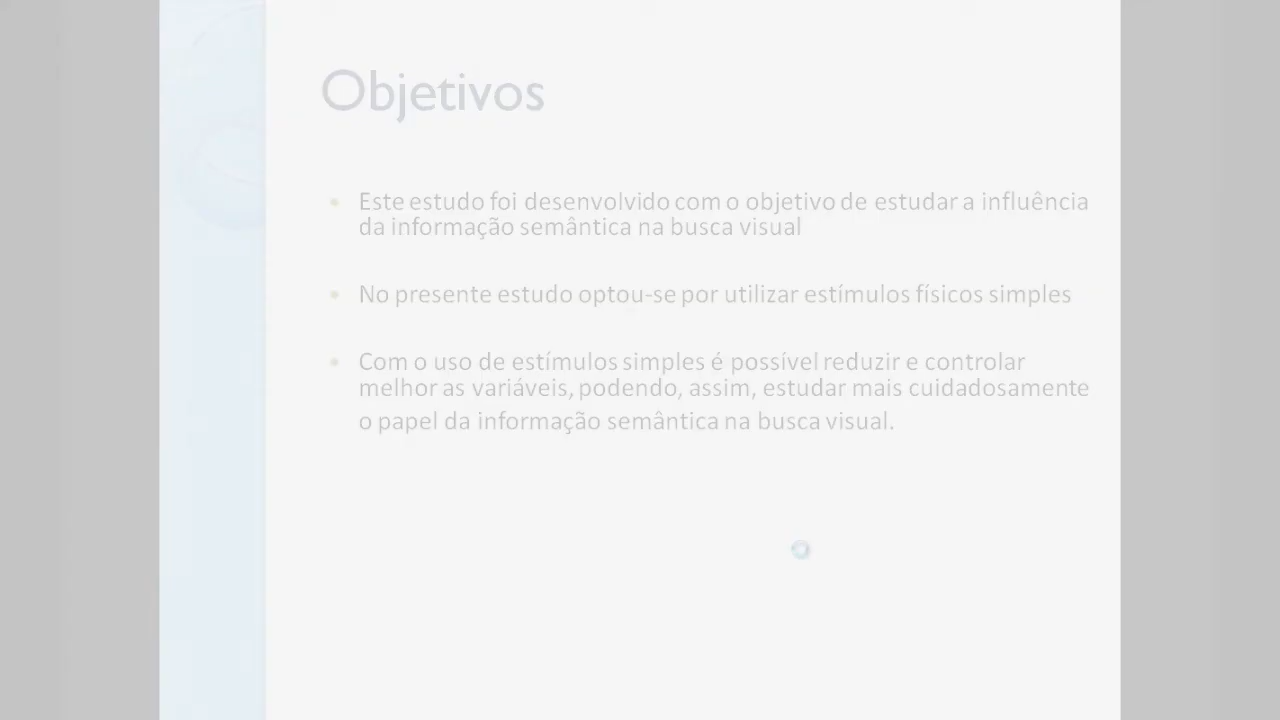 Objetivos
• Este estudo foi desenvolvido com o objetivo de estudar a influência
da informação semântica na busca visual
• No presente estudo optou-se por utilizar estímulos físicos simples
• Com o uso de estímulos simples é possível reduzir e controlar
melhor as variáveis, podendo, assim, estudar mais cuidadosamente
o papel da informação semântica na busca visual.